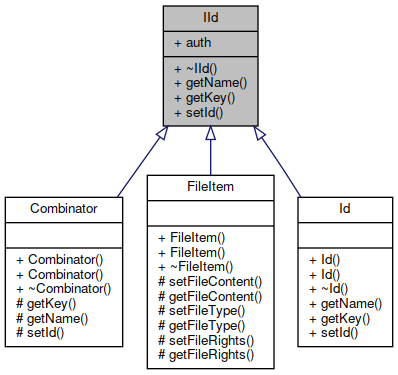 IId
+ auth
+ ~IId()
+ getName()
+ getKey()
+ setId()
Combinator
+ Combinator()
+ Combinator()
+ ~Combinator()
# getKey()
# getName()
# setId()
FileItem
+ FileItem()
+ FileItem()
+ ~FileItem()
# setFileContent()
# getFileContent()
# setFileType()
# getFileType()
# setFileRights()
# getFileRights()
Id
+ Id()
+ Id()
+ ~Id()
+ getName()
+ getKey()
+ setId()